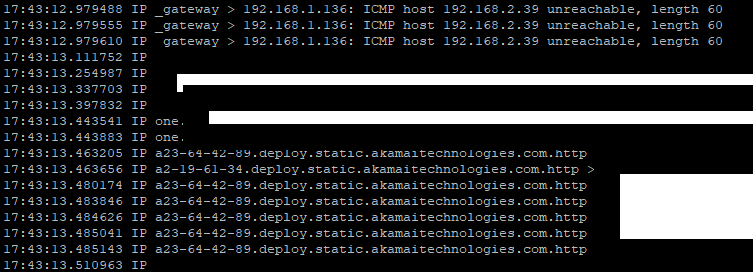 17:43:12.979488 IP _gateway > 192.168.1.136: ICMP host 192.168.2.39 unreachable, length 60
17:43:12.979555 IP _gateway > 192.168.1.136: ICMP host 192.168.2.39 unreachable, length 60
17:43:12.979610 IP _gateway > 192.168.1.136: ICMP host 192.168.2.39 unreachable, length 60
17:43:13.111752 IP
17:43:13.254987 IP
17:43:13.337703 IP
17:43:13.397832 IP
17:43:13.443541 IP one.
17:43:13.443883 IP one.
17:43:13.463205 IP a23-64-42-89.deploy.static.akamaitechnologies.com.http
17:43:13.463656 IP a2-19-61-34.deploy.static.akamaitechnologies.com.http >
17:43:13.480174 IP a23-64-42-89.deploy.static.akamaitechnologies.com.http
17:43:13.483846 IP a23-64-42-89.deploy.static.akamaitechnologies.com.http
17:43:13.484626 IP a23-64-42-89.deploy.static.akamaitechnologies.com.http
17:43:13.485041 IP a23-64-42-89.deploy.static.akamaitechnologies.com.http
17:43:13.485143 IP a23-64-42-89.deploy.static.akamaitechnologies.com.http
17:43:13.510963 IP